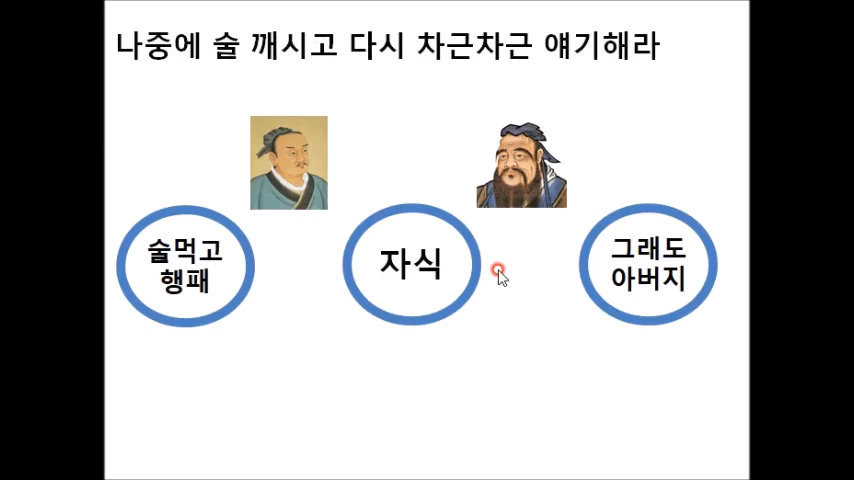 나중에 술 깨시고 다시 차근차근 얘기해라
술먹고
행패
자식
그래도
아버지